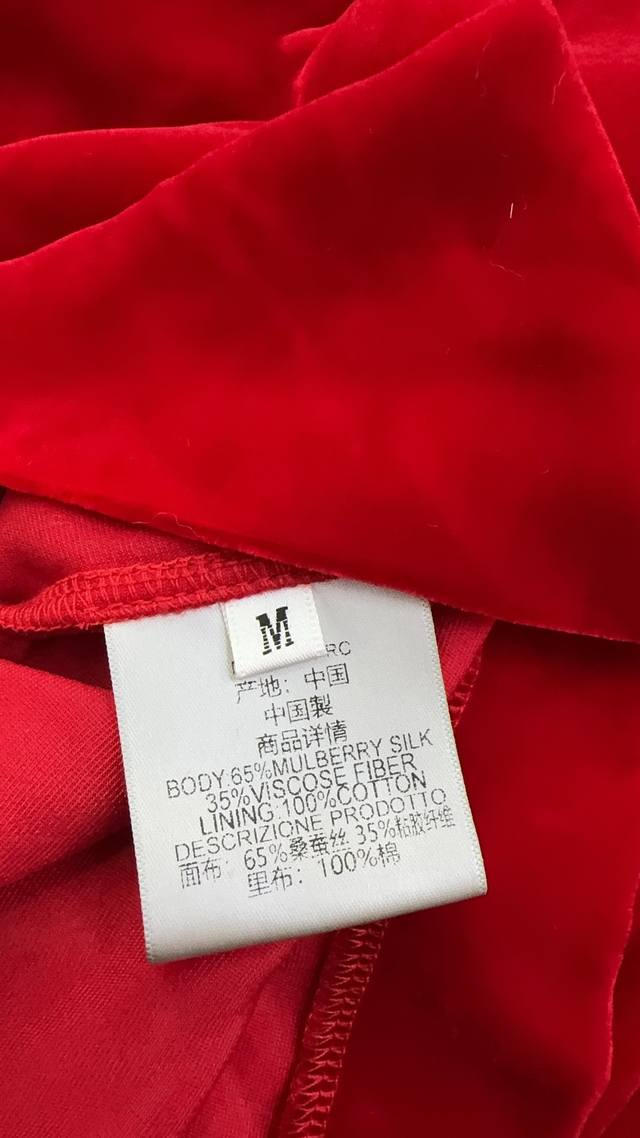 M
RC
产地：中国
中国製
商品详情
BODY:65%MULBERRY SILK
35%VISCOSE FIBER
LINING:100%COTTON
DESCRIZIONE PRODOTTO
面布：65%桑蚕丝 35%粘胶纤维
里布：100%棉